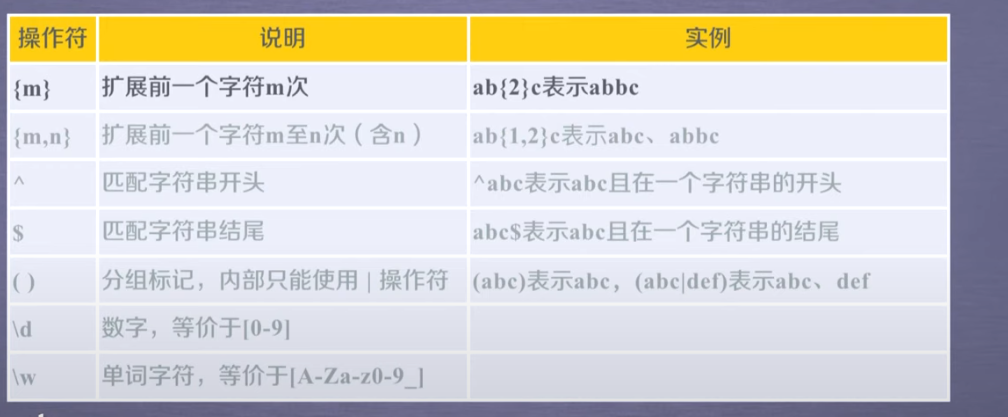 操作符 说明 实例
{m} 扩展前一个字符m次 ab{2}c表示abbc
{m,n} 扩展前一个字符m至n次（含n） ab{1,2}c表示abc、abbc
^ 匹配字符串开头 ^abc表示abc且在一个字符串的开头
$ 匹配字符串结尾 abc$表示abc且在一个字符串的结尾
( ) 分组标记，内部只能使用 | 操作符 (abc)表示abc，(abc|def)表示abc、def
\d 数字，等价于[0-9]
\w 单词字符，等价于[A-Za-z0-9_]